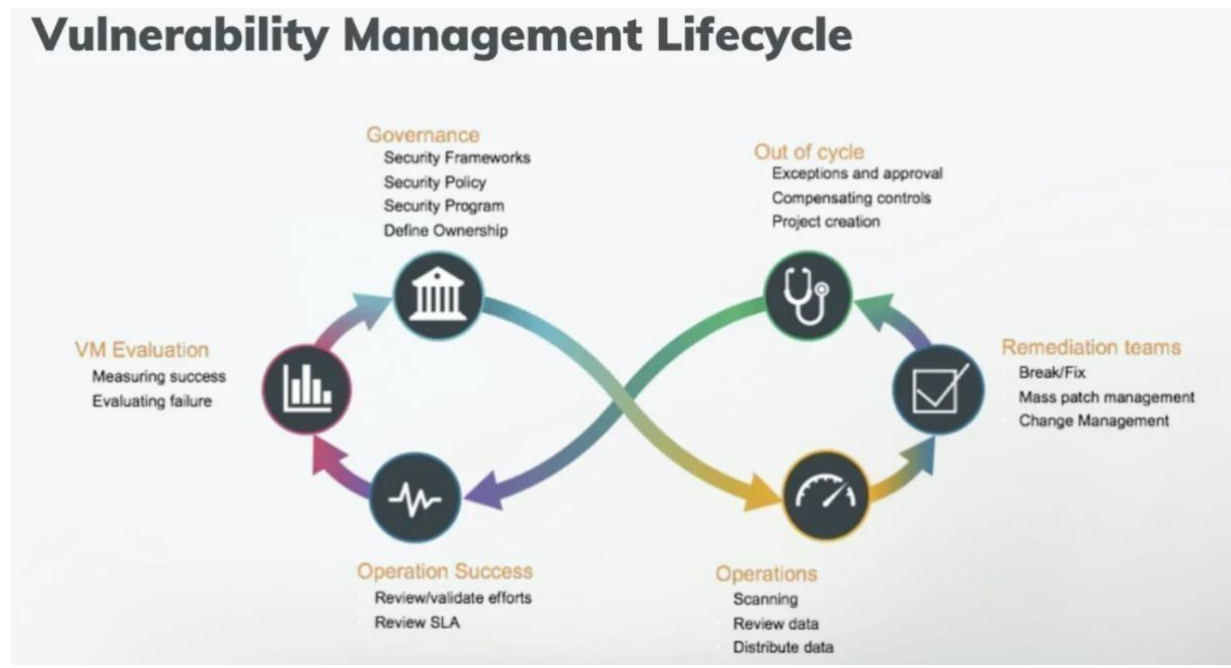 Vulnerability Management Lifecycle
Governance
Security Frameworks
Security Policy
Security Program
Define Ownership
Out of cycle
Exceptions and approval
Compensating controls
Project creation
VM Evaluation
Measuring success
Evaluating failure
Remediation teams
Break/Fix
Mass patch management
Change Management
Operation Success
Review/validate efforts
Review SLA
Operations
Scanning
Review data
Distribute data